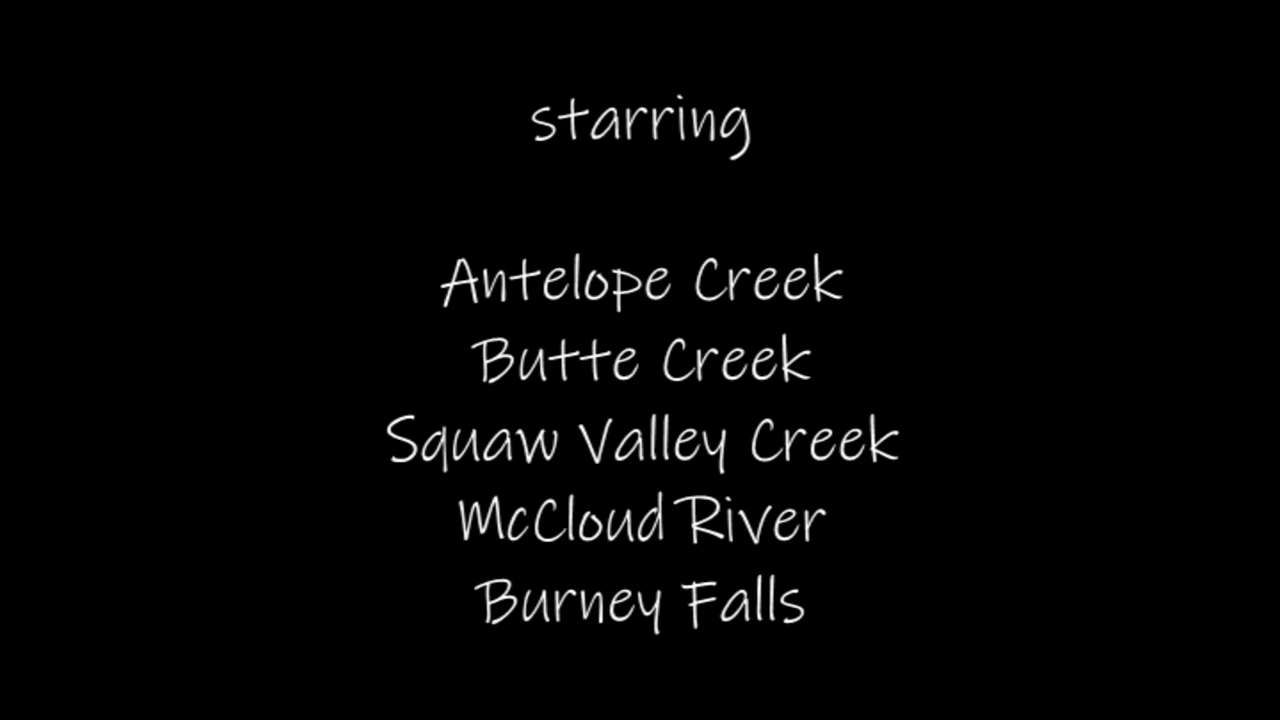 starring
Antelope Creek
Butte Creek
Squaw Valley Creek
McCloud River
Burney Falls